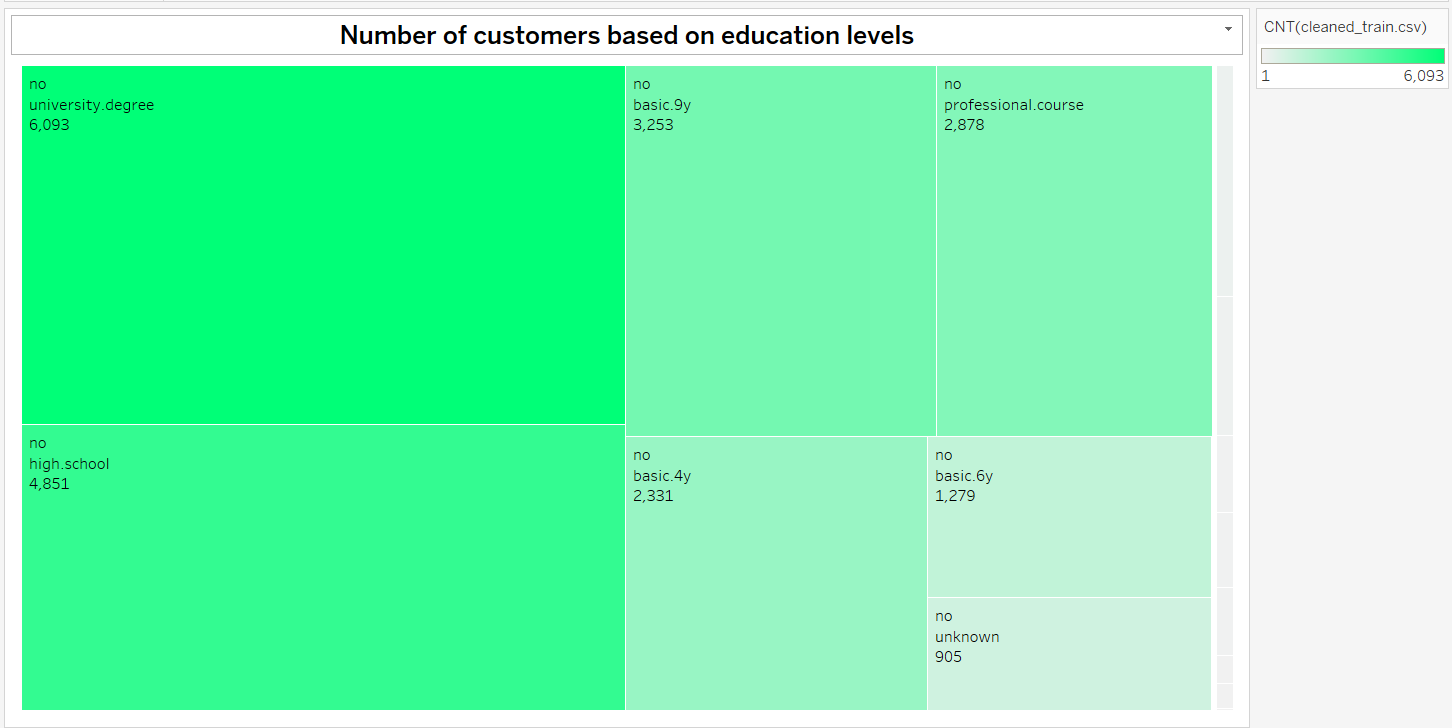 Number of customers based on education levels
CNT(cleaned_train.csv)
1 6,093
no
university.degree
6,093
no
basic.9y
3,253
no
professional.course
2,878
no
high.school
4,851
no
basic.4y
2,331
no
basic.6y
1,279
no
unknown
905